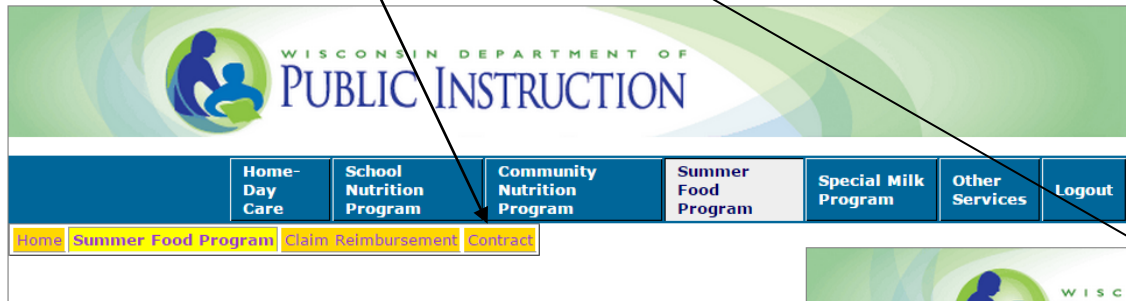 WISCONSIN DEPARTMENT OF
PUBLIC INSTRUCTION
Home-
Day
Care
School
Nutrition
Program
Community
Nutrition
Program
Summer
Food
Program
Special Milk
Program
Other
Services
Logout
Home Summer Food Program Claim Reimbursement Contract
WISC